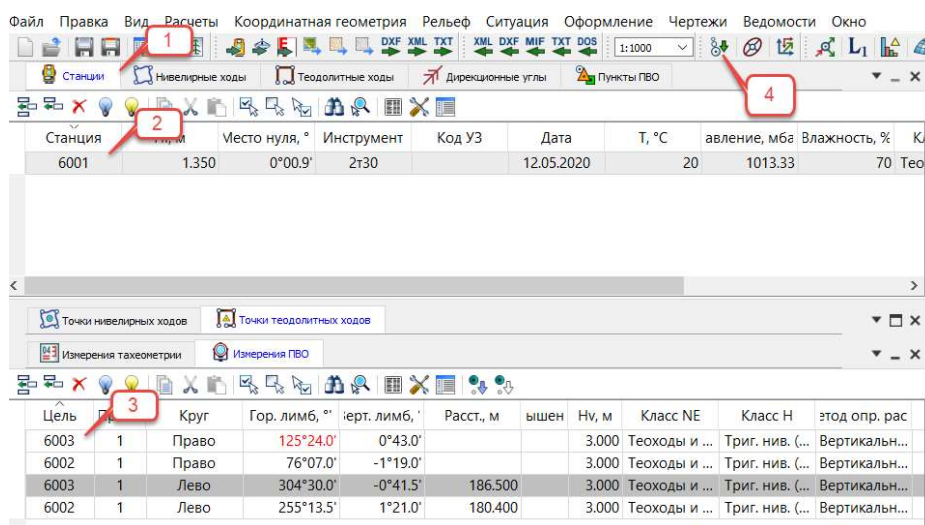 Файл Правка Вид Расчеты Координатная геометрия Рельеф Ситуация Оформление Чертежи Ведомости Окно
1 DXF XML TXT XML DXF MIF TXT DOS 1:1000 L1
Станции Нивелирные ходы Теодолитные ходы Дирекционные углы Пункты ПВО
4
2
Станция м Место нуля, ° Инструмент Код УЗ Дата T, °C авление, мба Влажность, %
6001 1.350 0°00.9' 2т30 12.05.2020 20 1013.33 70 Тео
Точки нивелирных ходов Точки теодолитных ходов
Измерения тахеометрии Измерения ПВО
3
Цель Круг Гор. лимб, °' ерт. лимб, ' Расст., м ышен Hv, м Класс NE Класс H етод опр. рас
6003 1 Право 125°24.0' 0°43.0' 3.000 Теоходы и ... Триг. нив. (... Вертикальн...
6002 1 Право 76°07.0' -1°19.0' 3.000 Теоходы и ... Триг. нив. (... Вертикальн...
6003 1 Лево 304°30.0' -0°41.5' 186.500 3.000 Теоходы и ... Триг. нив. (... Вертикальн...
6002 1 Лево 255°13.5' 1°21.0' 180.400 3.000 Теоходы и ... Триг. нив. (... Вертикальн...